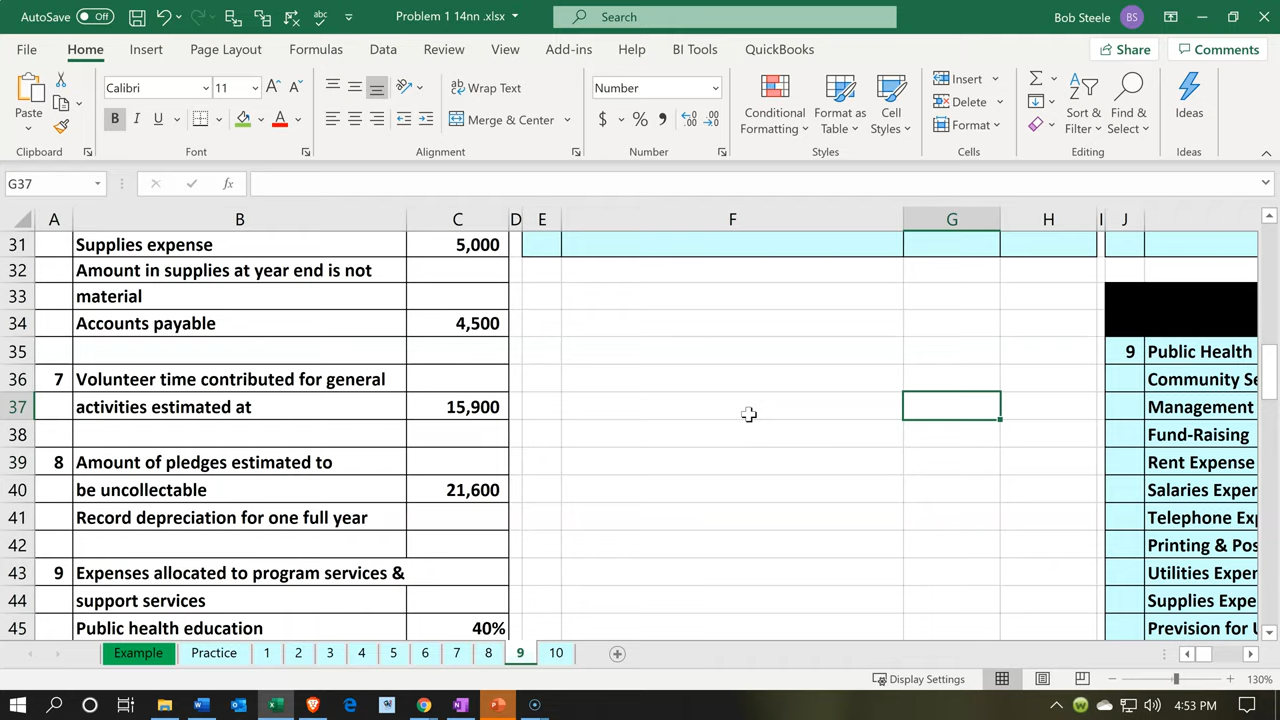 AutoSave Off Problem 1 14nn .xlsx Search Bob Steele BS
File Home Insert Page Layout Formulas Data Review View Add-ins Help BI Tools QuickBooks Share Comments
Calibri 11 Wrap Text Number Insert
Paste Conditional Formatting Format as Table Cell Styles Delete Sort & Filter Find & Select Ideas
B I U Merge & Center $ % Format
Clipboard Font Alignment Number Styles Cells Editing Ideas
G37 fx
A B C D E F G H I J
31 Supplies expense 5,000
32 Amount in supplies at year end is not
33 material
34 Accounts payable 4,500
35 9 Public Health
36 7 Volunteer time contributed for general Community Se
37 activities estimated at 15,900 Management
38 Fund-Raising
39 8 Amount of pledges estimated to Rent Expense
40 be uncollectable 21,600 Salaries Exper
41 Record depreciation for one full year Telephone Exp
42 Printing & Pos
43 9 Expenses allocated to program services & Utilities Exper
44 support services Supplies Expe
45 Public health education 40% Prevision for U
Example Practice 1 2 3 4 5 6 7 8 9 10
Display Settings 130%
4:53 PM